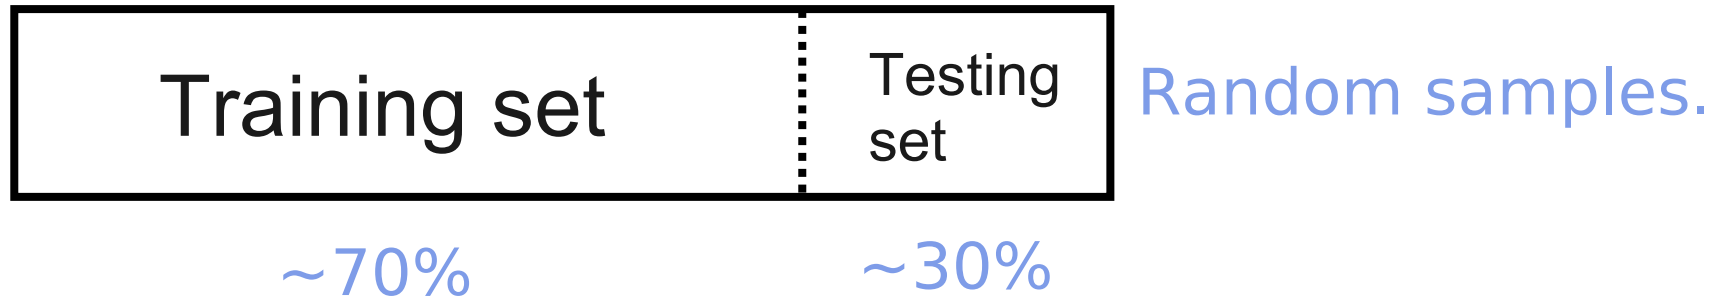 Training set
Testing
set
Random samples.
~70%
~30%